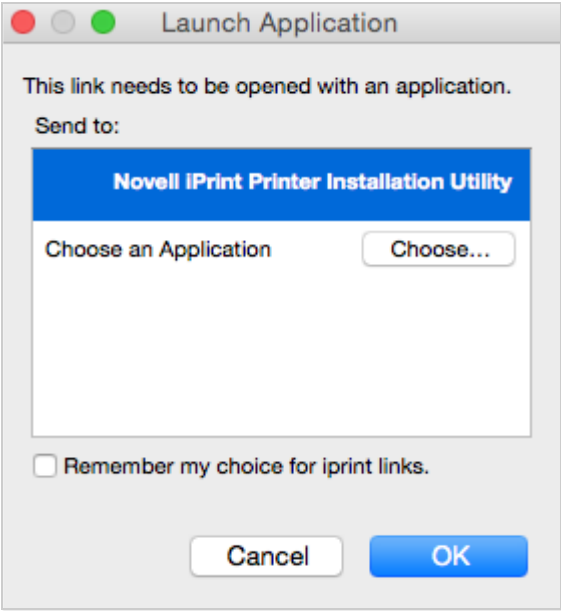 Launch Application
This link needs to be opened with an application.
Send to:
Novell iPrint Printer Installation Utility
Choose an Application Choose...
Remember my choice for iprint links.
Cancel OK